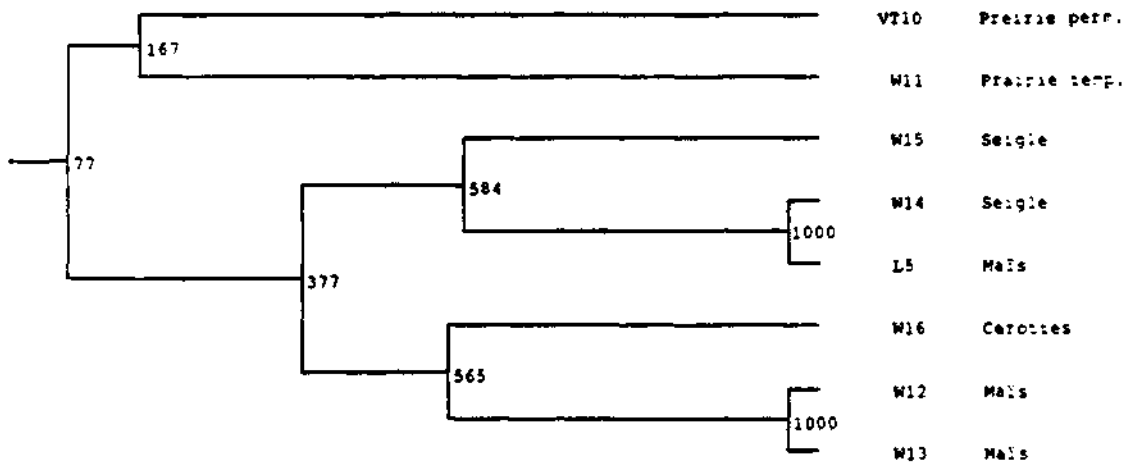 VT10 Preirie perm.
167
W11 Prairie temp.
W15 Seigle
77
584
W14 Seigle
1000
L5 Maïs
377
W16 Carottes
565
W12 Maïs
1000
W13 Maïs